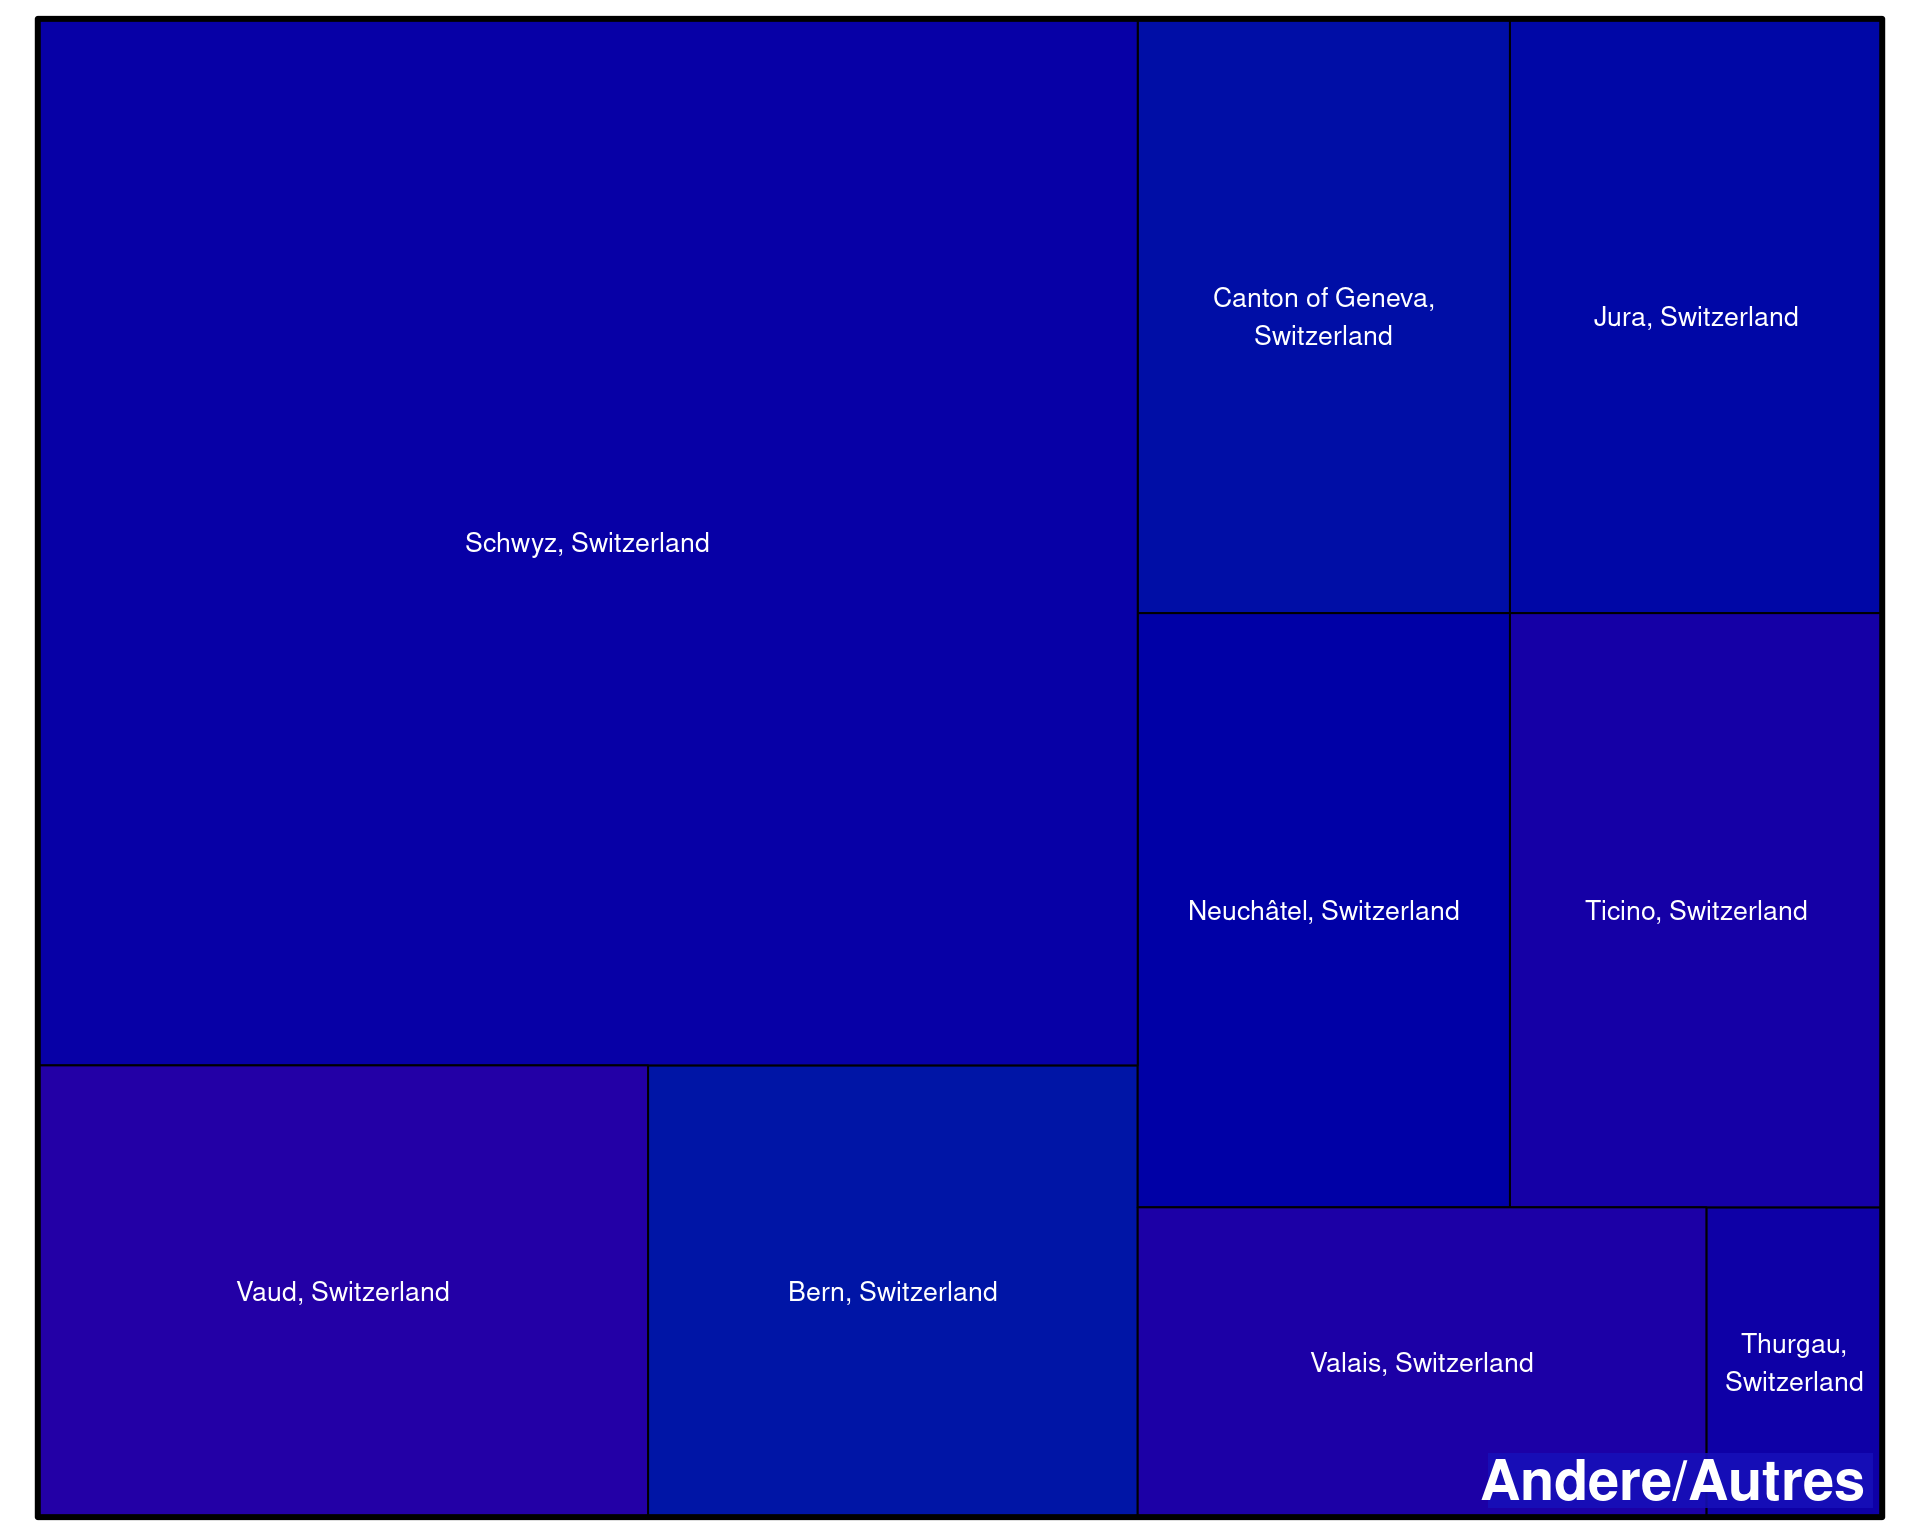 Schwyz, Switzerland
Canton of Geneva,
Switzerland
Jura, Switzerland
Neuchâtel, Switzerland
Ticino, Switzerland
Vaud, Switzerland
Bern, Switzerland
Valais, Switzerland
Thurgau,
Switzerland
Andere/Autres